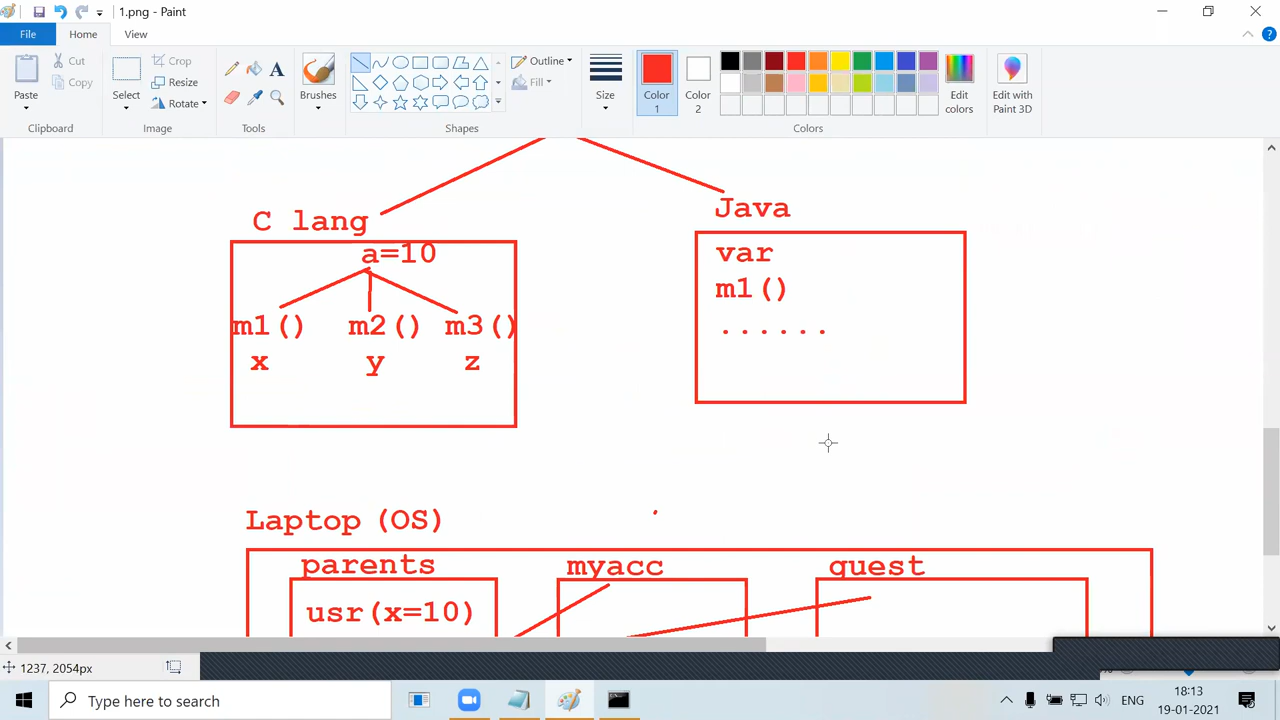 1.png - Paint
File Home View
Paste
Cut
Copy
Clipboard
Select
Crop
Resize
Rotate
Image
A
Tools
Brushes
Outline
Fill
Shapes
Size
Color 1
Color 2
Edit colors
Colors
Edit with Paint 3D
C lang
a=10
m1() m2() m3()
x y z
Java
var
m1()
......
Laptop (OS)
parents myacc quest
usr(x=10)
1237, 2054px
Type here to search
ENG
18:13
19-01-2021